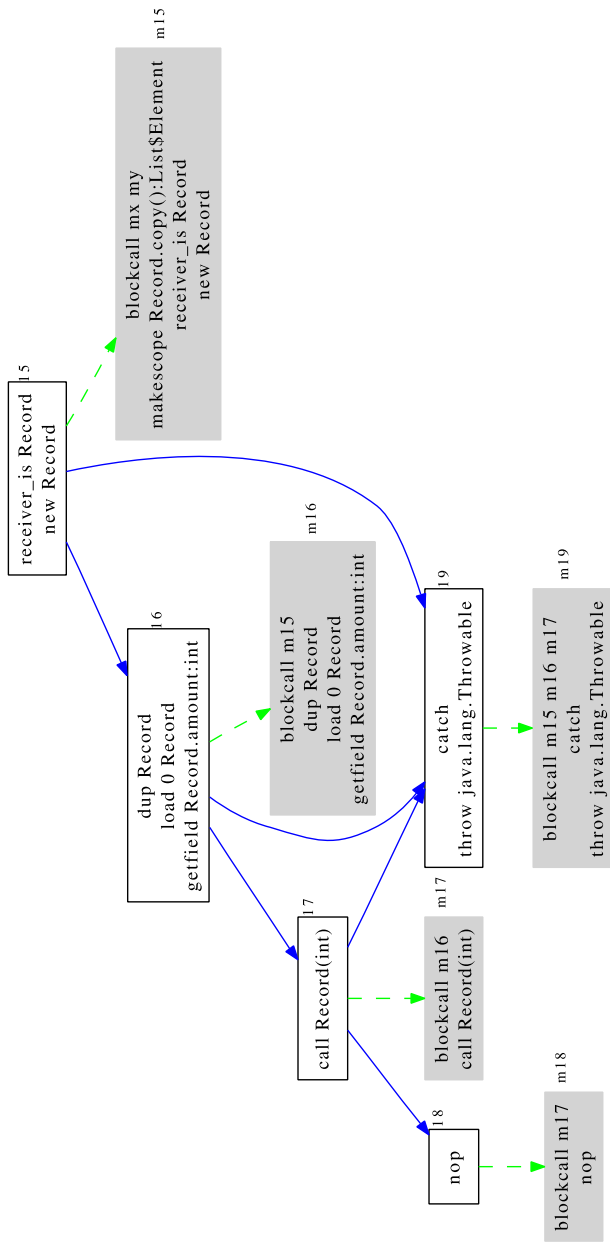 15
receiver_is Record
new Record
m15
blockcall mx my
makescope Record.copy():List$Element
receiver_is Record
new Record
16
dup Record
load 0 Record
getfield Record.amount:int
m16
blockcall m15
dup Record
load 0 Record
getfield Record.amount:int
17
call Record(int)
m17
blockcall m16
call Record(int)
19
catch
throw java.lang.Throwable
m19
blockcall m15 m16 m17
catch
throw java.lang.Throwable
18
nop
m18
blockcall m17
nop